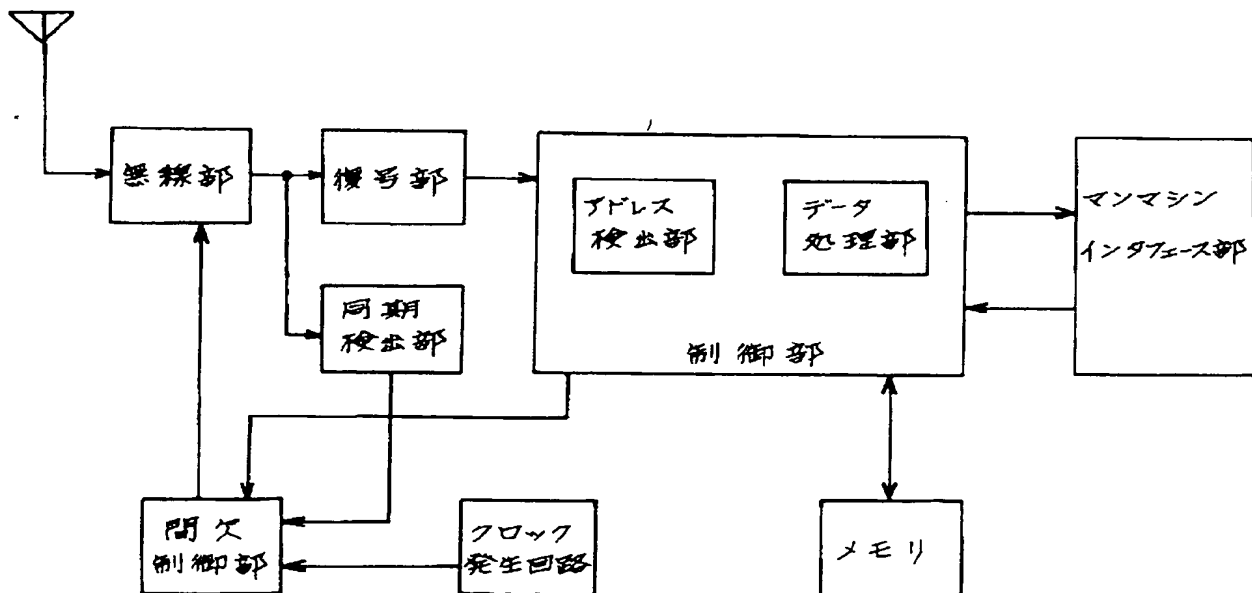 無線部
復号部
アドレス
検出部
データ
処理部
マンマシン
インタフェース部
同期
検出部
制御部
間欠
制御部
クロック
発生回路
メモリ